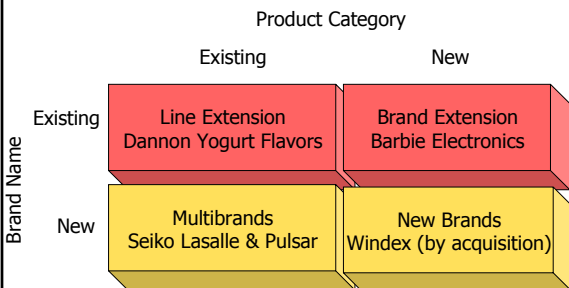 Product Category
Existing
New
Brand Name
Existing
Line Extension
Dannon Yogurt Flavors
Brand Extension
Barbie Electronics
New
Multibrands
Seiko Lasalle & Pulsar
New Brands
Windex (by acquisition)